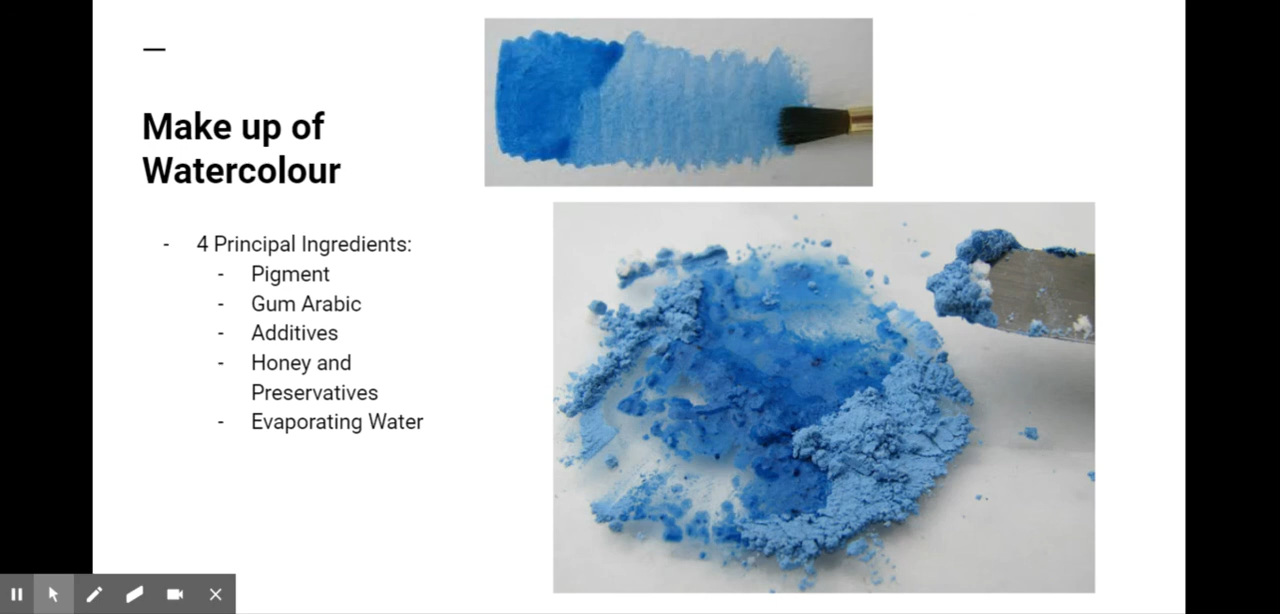 Make up of
Watercolour
- 4 Principal Ingredients:
- Pigment
- Gum Arabic
- Additives
- Honey and
Preservatives
- Evaporating Water